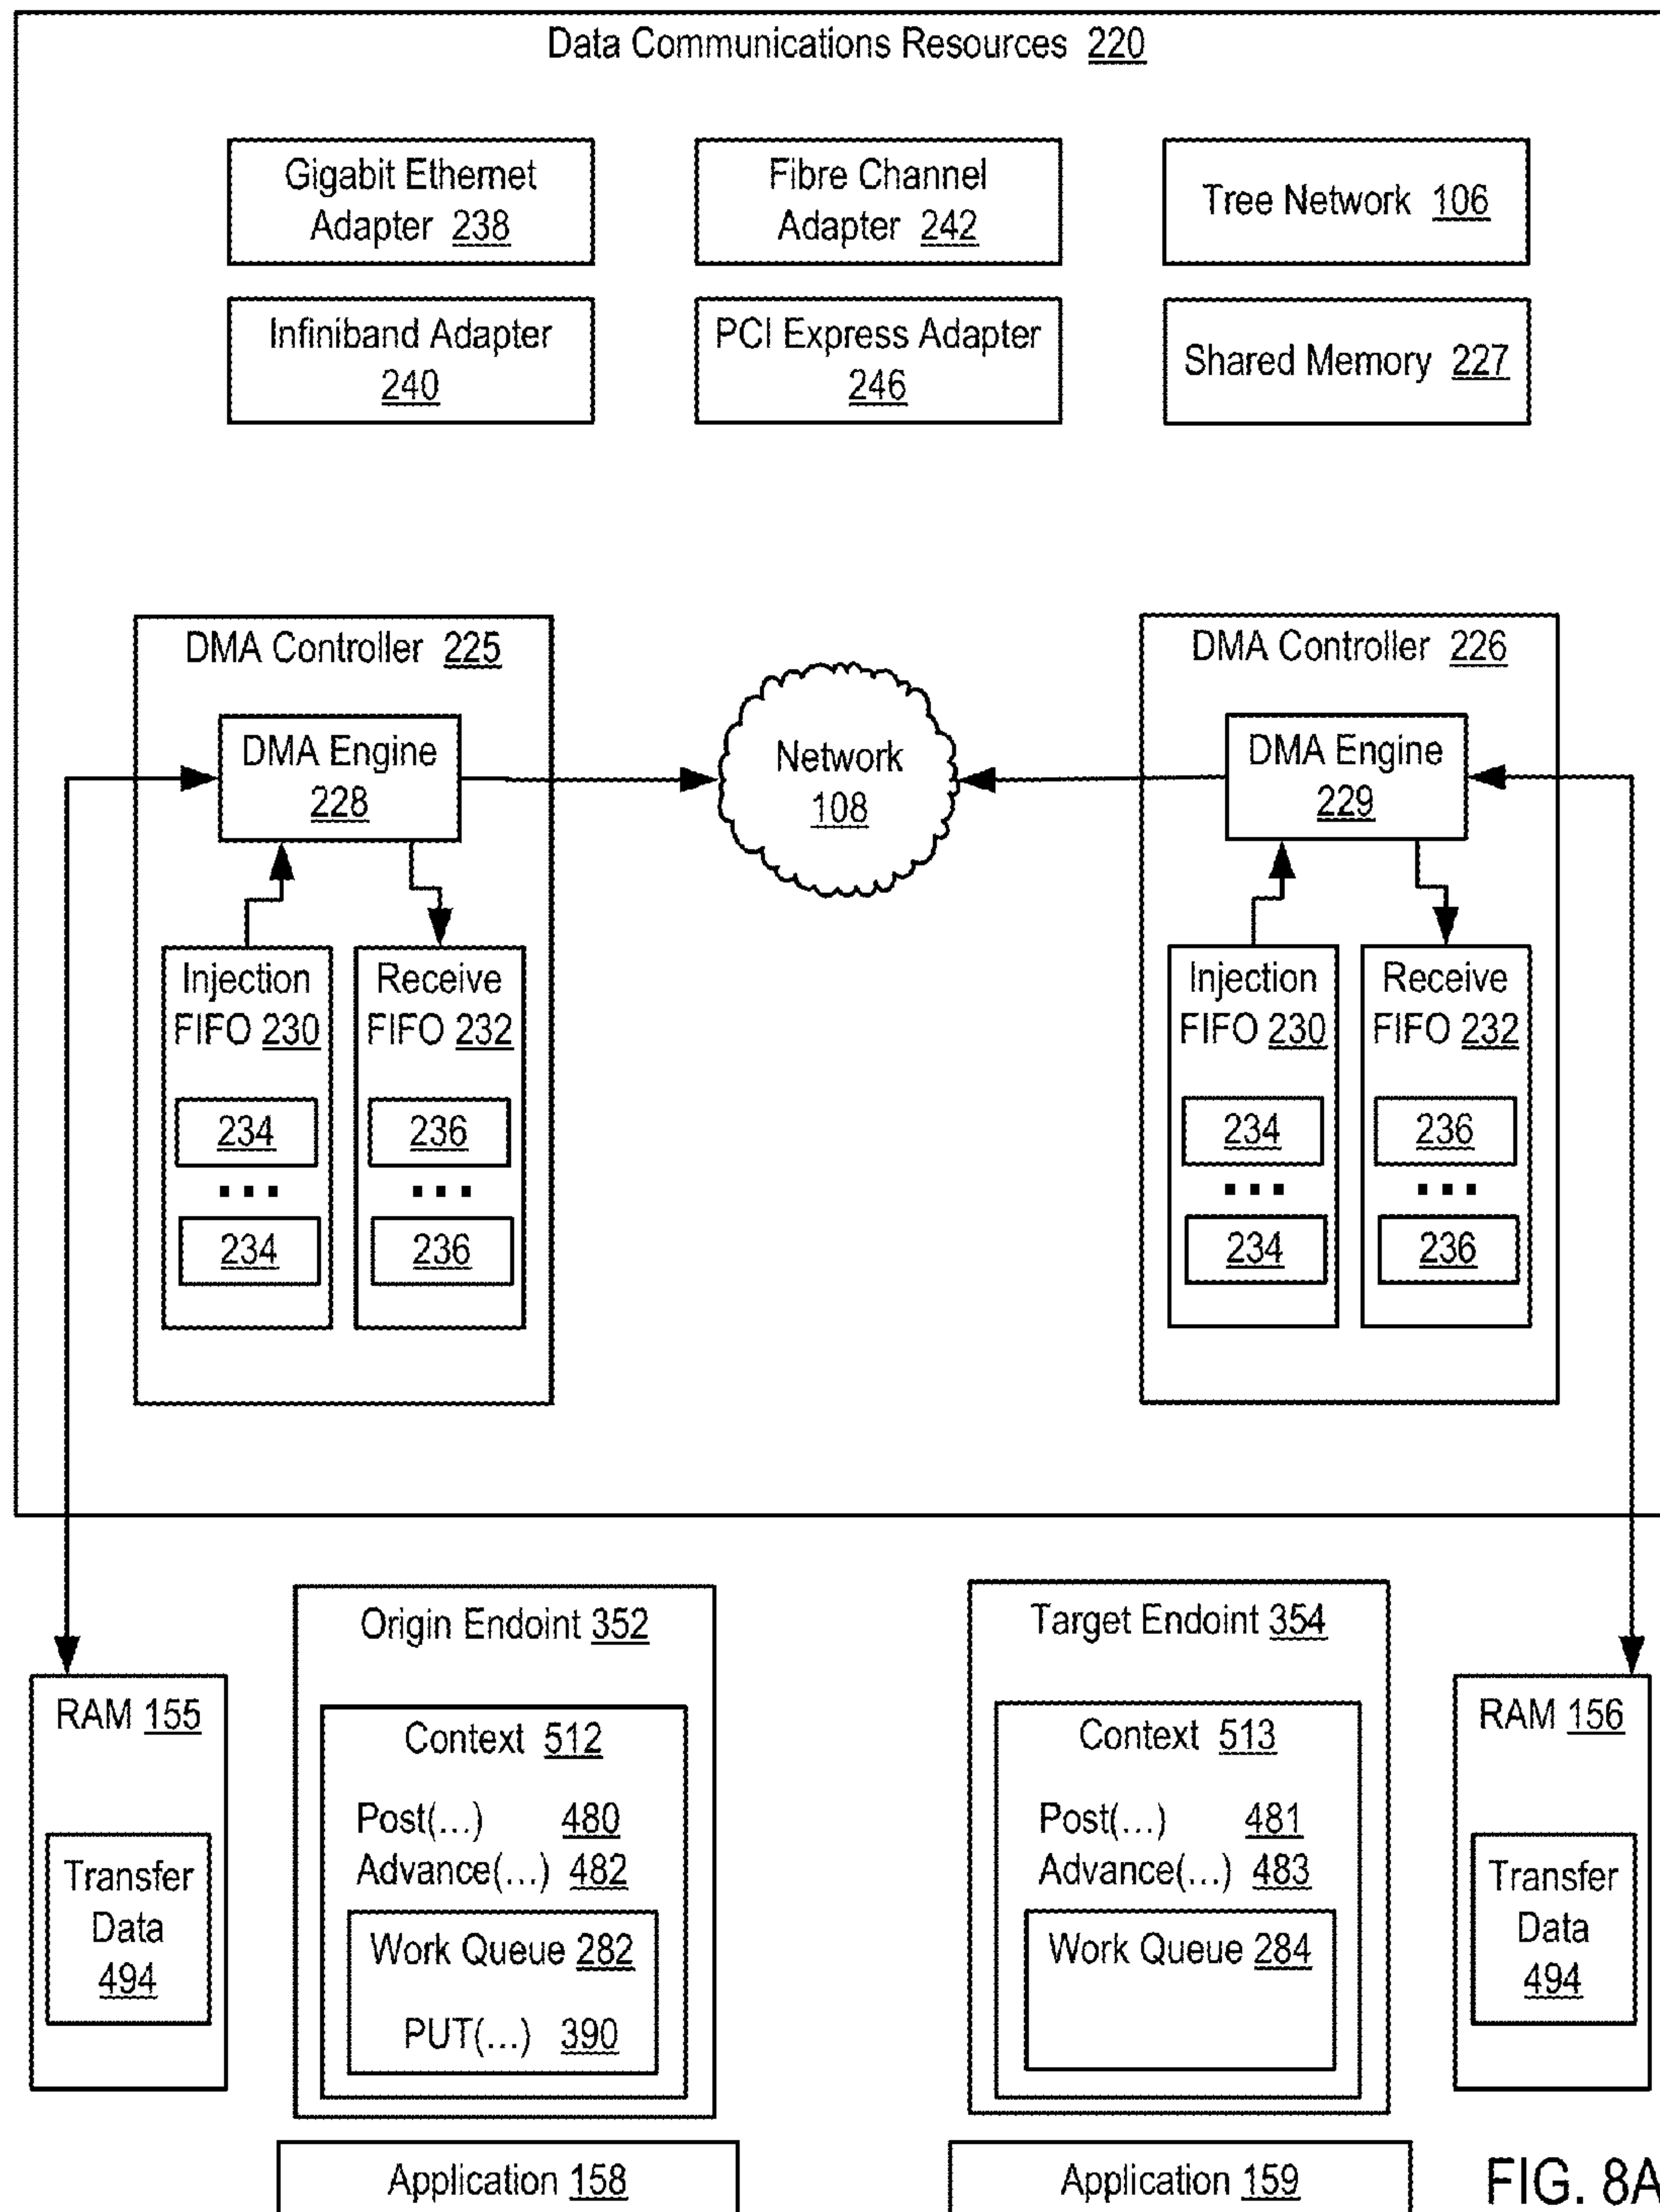 Data Communications Resources 220
Gigabit Ethernet
Adapter 238
Fibre Channel
Adapter 242
Tree Network 106
Infiniband Adapter
240
PCI Express Adapter
246
Shared Memory 227
DMA Controller 225
DMA Engine
228
Injection
FIFO 230
234
...
234
Receive
FIFO 232
236
...
236
Network
108
DMA Controller 226
DMA Engine
229
Injection
FIFO 230
234
...
234
Receive
FIFO 232
236
...
236
RAM 155
Transfer
Data
494
Origin Endoint 352
Context 512
Post(...) 480
Advance(...) 482
Work Queue 282
PUT(...) 390
Target Endoint 354
Context 513
Post(...) 481
Advance(...) 483
Work Queue 284
RAM 156
Transfer
Data
494
Application 158
Application 159
FIG. 8A